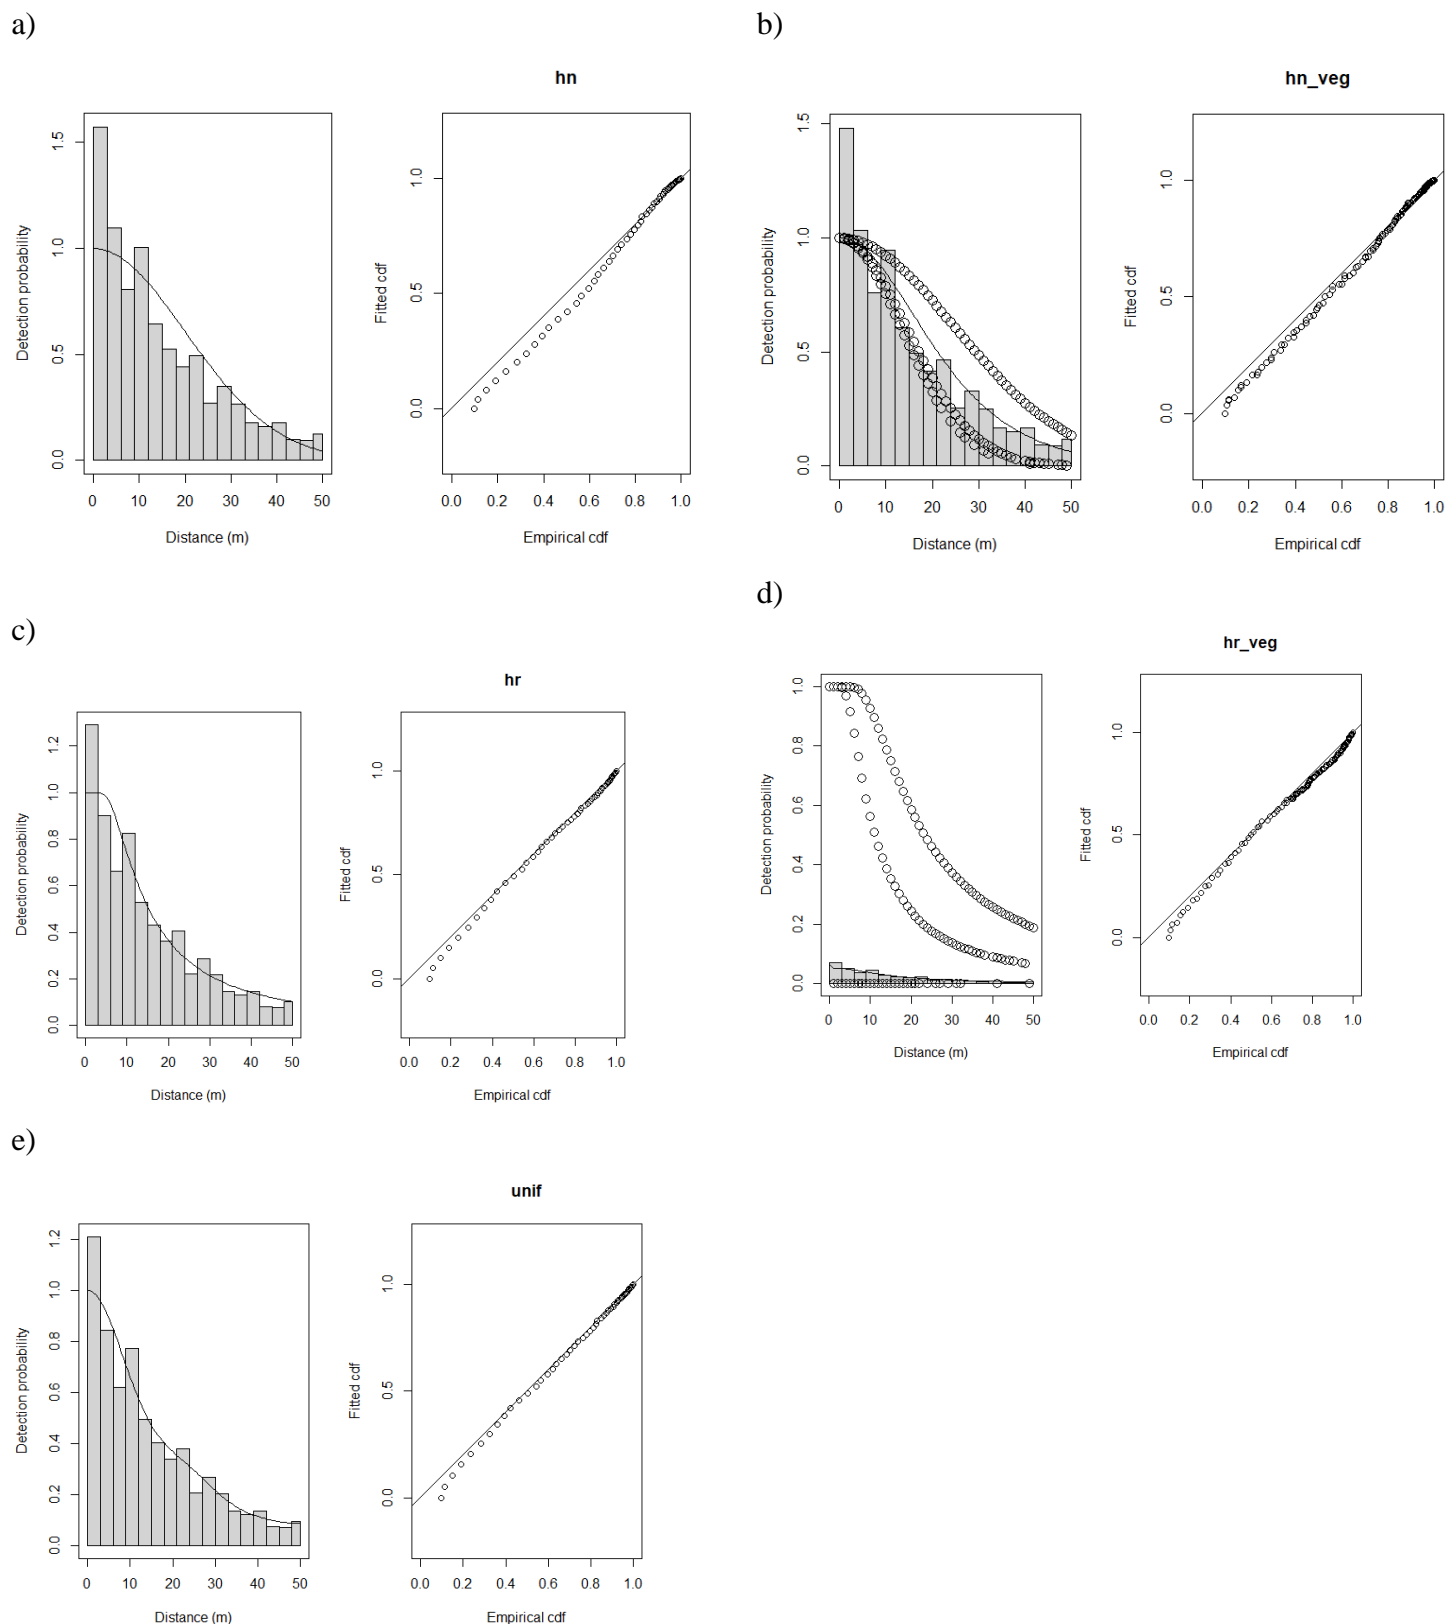 a)
hn
Detection probability
0.0 0.5 1.0 1.5
0 10 20 30 40 50
Distance (m)
Fitted cdf
0.0 0.5 1.0
0.0 0.2 0.4 0.6 0.8 1.0
Empirical cdf
b)
hn_veg
Detection probability
0.0 0.5 1.0 1.5
0 10 20 30 40 50
Distance (m)
Fitted cdf
0.0 0.5 1.0
0.0 0.2 0.4 0.6 0.8 1.0
Empirical cdf
c)
hr
Detection probability
0.0 0.2 0.4 0.6 0.8 1.0 1.2
0 10 20 30 40 50
Distance (m)
Fitted cdf
0.0 0.5 1.0
0.0 0.2 0.4 0.6 0.8 1.0
Empirical cdf
d)
hr_veg
Detection probability
0.0 0.2 0.4 0.6 0.8 1.0
0 10 20 30 40 50
Distance (m)
Fitted cdf
0.0 0.5 1.0
0.0 0.2 0.4 0.6 0.8 1.0
Empirical cdf
e)
unif
Detection probability
0.0 0.2 0.4 0.6 0.8 1.0 1.2
0 10 20 30 40 50
Distance (m)
Fitted cdf
0.0 0.5 1.0
0.0 0.2 0.4 0.6 0.8 1.0
Empirical cdf